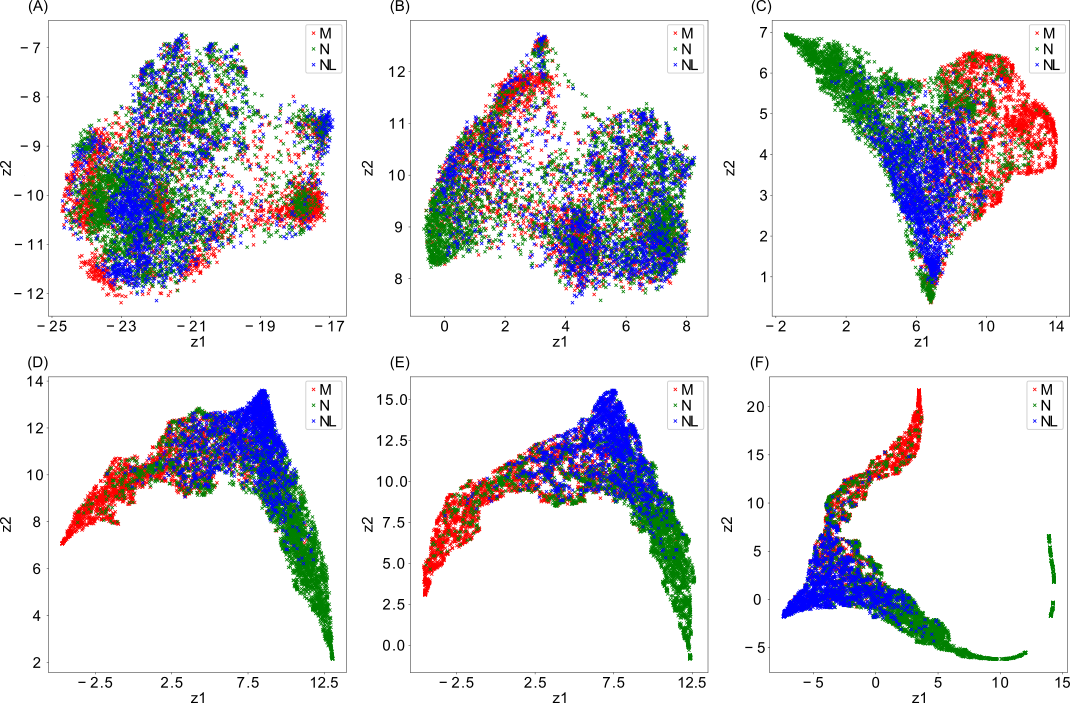 (A)
M
N
NL
z2
−7
−8
−9
−10
−11
−12
−25 −23 −21 −19 −17
z1
(B)
M
N
NL
z2
12
11
10
9
8
0 2 4 6 8
z1
(C)
M
N
NL
z2
7
6
5
4
3
2
1
−2 2 6 10 14
z1
(D)
M
N
NL
z2
14
12
10
8
6
4
2
−2.5 2.5 7.5 12.5
z1
(E)
M
N
NL
z2
15.0
12.5
10.0
7.5
5.0
2.5
0.0
−2.5 2.5 7.5 12.5
z1
(F)
M
N
NL
z2
20
15
10
5
0
−5
−5 0 5 10 15
z1